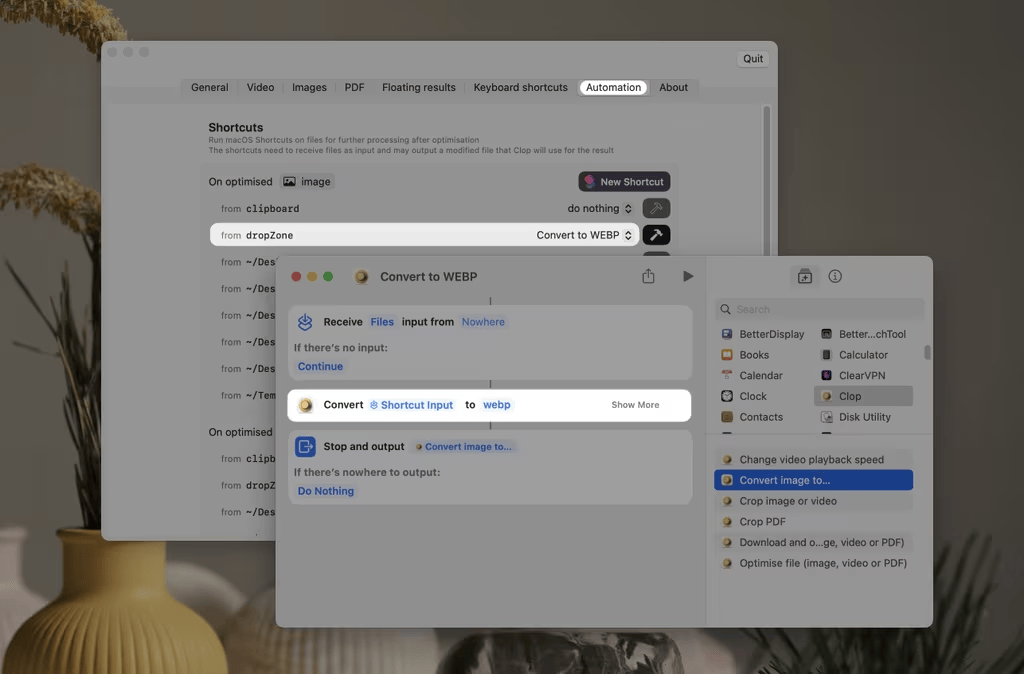 Quit
General Video Images PDF Floating results Keyboard shortcuts Automation About
Shortcuts
Run macOS Shortcuts on files for further processing after optimisation
The shortcuts need to receive files as input and may output a modified file that Clop will use for the result
On optimised image New Shortcut
from clipboard do nothing
from dropZone Convert to WEBP
from ~/Des
from ~/Des
from ~/Des
from ~/Des
from ~/Des
from ~/Tem
On optimised
from clipb
from dropZ
from ~/Des
Convert to WEBP
Receive Files input from Nowhere
If there's no input:
Continue
Convert Shortcut Input to webp Show More
Stop and output Convert image to...
If there's nowhere to output:
Do Nothing
Search
BetterDisplay Better...chTool
Books Calculator
Calendar ClearVPN
Clock Clop
Contacts Disk Utility
Change video playback speed
Convert image to...
Crop image or video
Crop PDF
Download and o...ge, video or PDF)
Optimise file (image, video or PDF)